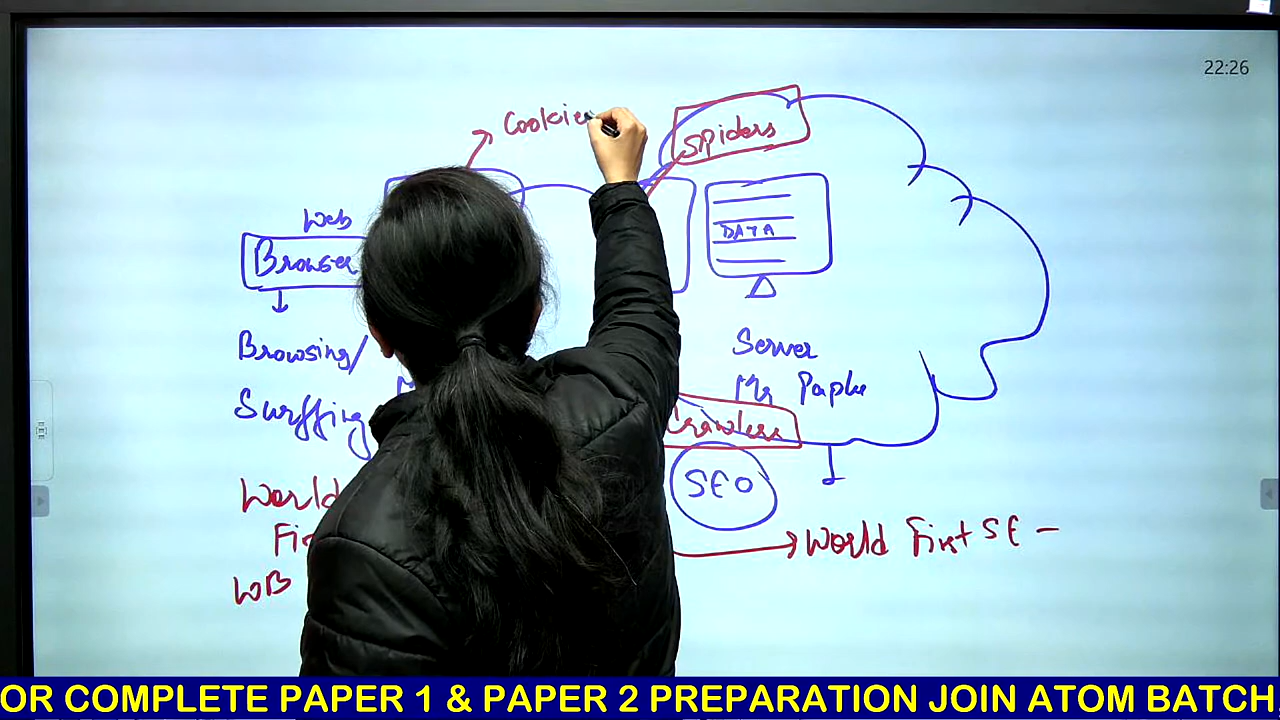 22:26
Cookies
Spiders
Web
Browser
DATA
Browsing/
Surffing
Server
Mr Papke
Crawlers
SEO
World
WB
World First SE -
OR COMPLETE PAPER 1 & PAPER 2 PREPARATION JOIN ATOM BATCH.